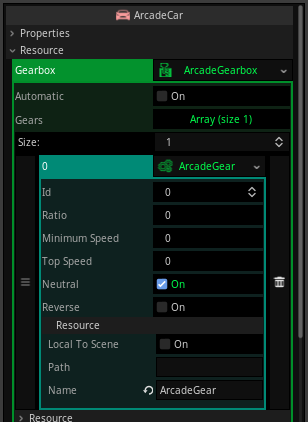 ArcadeCar
Properties
Resource
Gearbox ArcadeGearbox
Automatic On
Gears Array (size 1)
Size: 1
0 ArcadeGear
Id 0
Ratio 0
Minimum Speed 0
Top Speed 0
Neutral On
Reverse On
Resource
Local To Scene On
Path
Name ArcadeGear
Resource